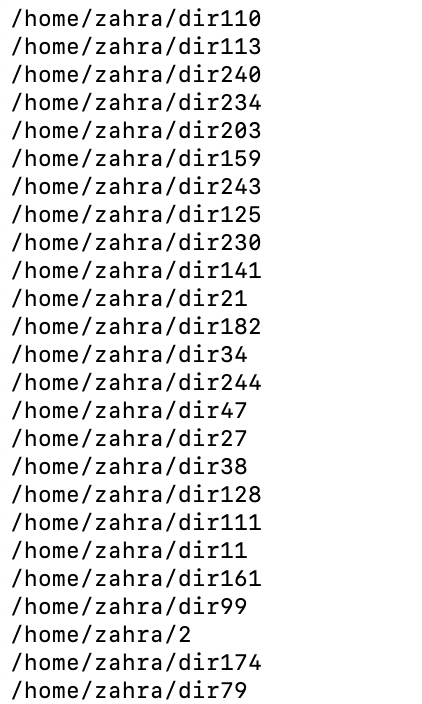 /home/zahra/dir110
/home/zahra/dir113
/home/zahra/dir240
/home/zahra/dir234
/home/zahra/dir203
/home/zahra/dir159
/home/zahra/dir243
/home/zahra/dir125
/home/zahra/dir230
/home/zahra/dir141
/home/zahra/dir21
/home/zahra/dir182
/home/zahra/dir34
/home/zahra/dir244
/home/zahra/dir47
/home/zahra/dir27
/home/zahra/dir38
/home/zahra/dir128
/home/zahra/dir111
/home/zahra/dir11
/home/zahra/dir161
/home/zahra/dir99
/home/zahra/2
/home/zahra/dir174
/home/zahra/dir79